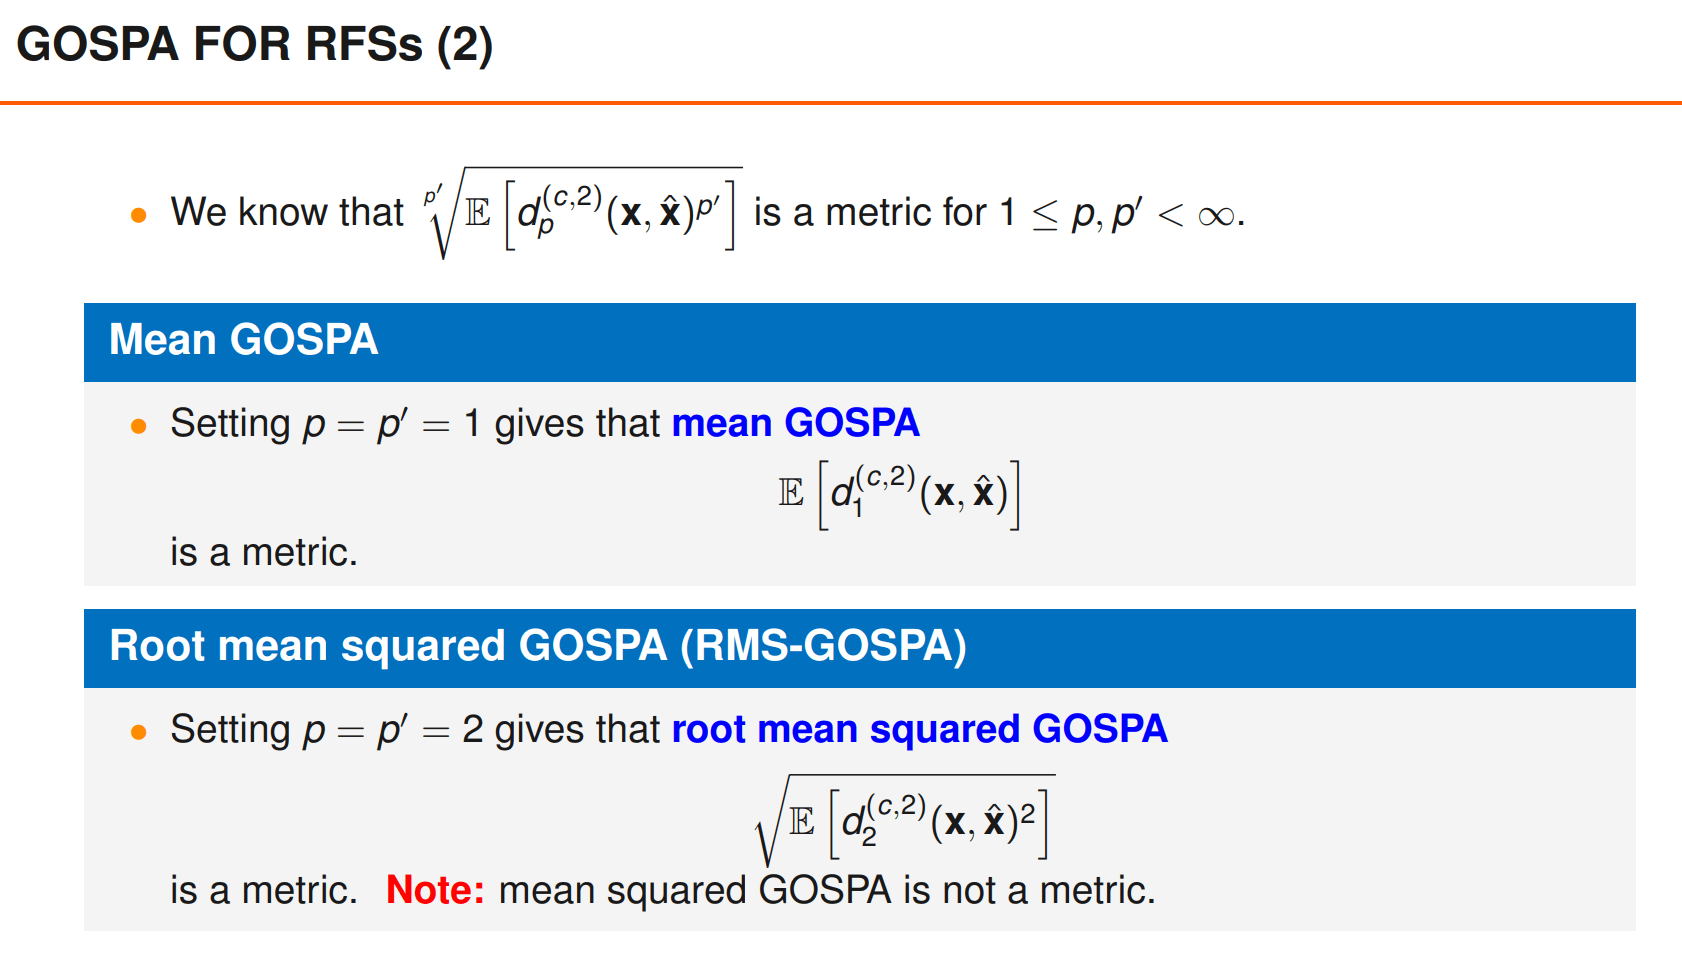 GOSPA FOR RFSs (2)
• We know that $\sqrt[p']{\mathbb{E}\left[d_p^{(c,2)}(\mathbf{x}, \hat{\mathbf{x}})^{p'}\right]}$ is a metric for $1 \leq p, p' < \infty$.
Mean GOSPA
• Setting $p = p' = 1$ gives that mean GOSPA
$\mathbb{E}\left[d_1^{(c,2)}(\mathbf{x}, \hat{\mathbf{x}})\right]$
is a metric.
Root mean squared GOSPA (RMS-GOSPA)
• Setting $p = p' = 2$ gives that root mean squared GOSPA
$\sqrt{\mathbb{E}\left[d_2^{(c,2)}(\mathbf{x}, \hat{\mathbf{x}})^2\right]}$
is a metric. Note: mean squared GOSPA is not a metric.